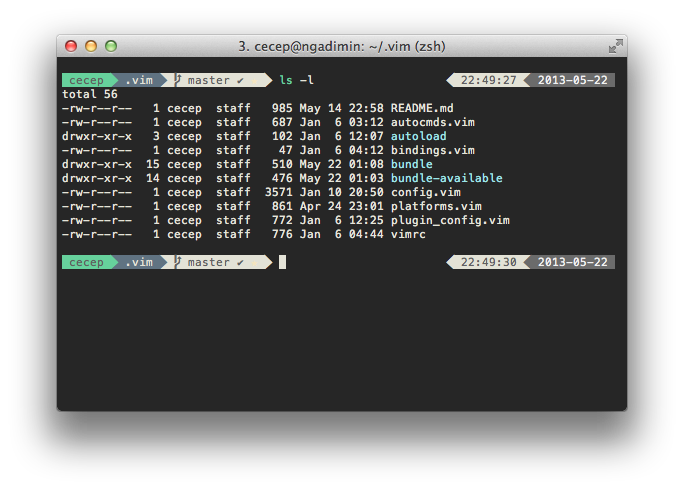 3. cecep@ngadimin: ~/.vim (zsh)
cecep .vim master ✔ ls -l 22:49:27 2013-05-22
total 56
-rw-r--r-- 1 cecep staff 985 May 14 22:58 README.md
-rw-r--r-- 1 cecep staff 687 Jan 6 03:12 autocmds.vim
drwxr-xr-x 3 cecep staff 102 Jan 6 12:07 autoload
-rw-r--r-- 1 cecep staff 47 Jan 6 04:12 bindings.vim
drwxr-xr-x 15 cecep staff 510 May 22 01:08 bundle
drwxr-xr-x 14 cecep staff 476 May 22 01:03 bundle-available
-rw-r--r-- 1 cecep staff 3571 Jan 10 20:50 config.vim
-rw-r--r-- 1 cecep staff 861 Apr 24 23:01 platforms.vim
-rw-r--r-- 1 cecep staff 772 Jan 6 12:25 plugin_config.vim
-rw-r--r-- 1 cecep staff 776 Jan 6 04:44 vimrc
cecep .vim master ✔ 22:49:30 2013-05-22